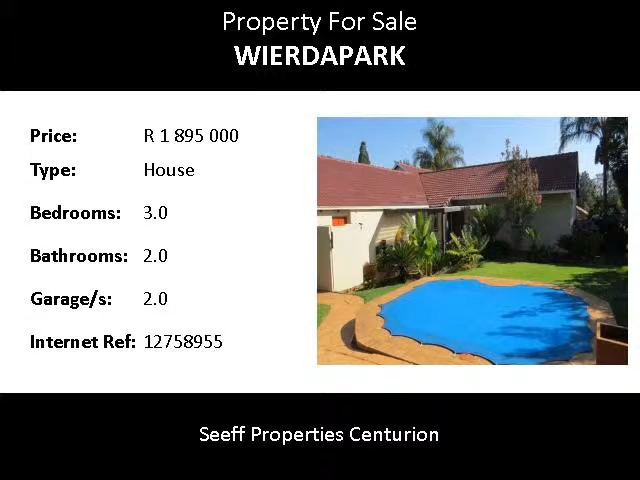 Property For Sale
WIERDAPARK
Price: R 1 895 000
Type: House
Bedrooms: 3.0
Bathrooms: 2.0
Garage/s: 2.0
Internet Ref: 12758955
Seeff Properties Centurion